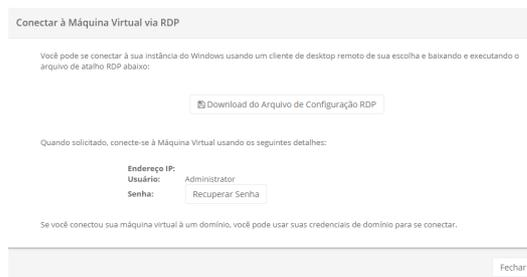 Conectar à Máquina Virtual via RDP
Você pode se conectar à sua instância do Windows usando um cliente de desktop remoto de sua escolha e baixando e executando o
arquivo de atalho RDP abaixo:
Download do Arquivo de Configuração RDP
Quando solicitado, conecte-se à Máquina Virtual usando os seguintes detalhes:
Endereço IP:
Usuário: Administrator
Senha: Recuperar Senha
Se você conectou sua máquina virtual à um domínio, você pode usar suas credenciais de domínio para se conectar.
Fechar